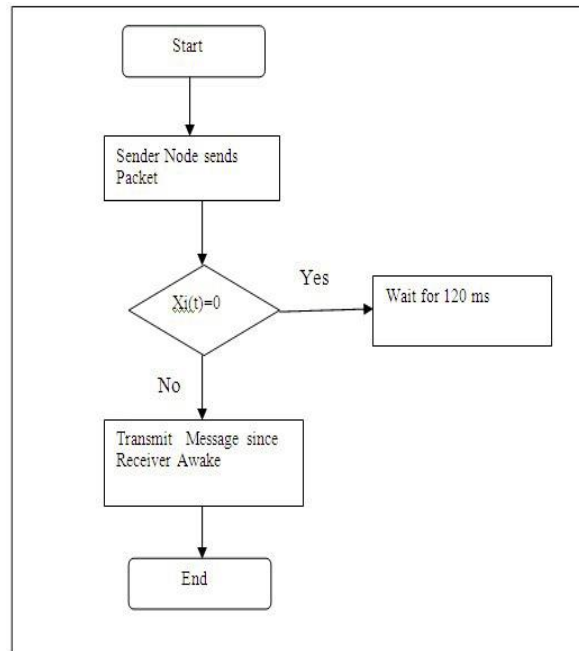 Start
Sender Node sends
Packet
Xi(t)=0
Yes
Wait for 120 ms
No
Transmit Message since
Receiver Awake
End